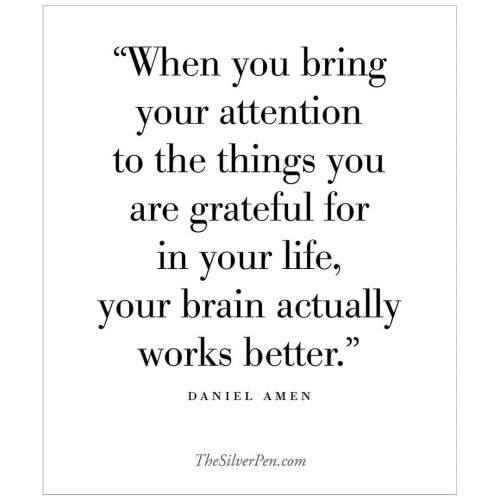 “When you bring
your attention
to the things you
are grateful for
in your life,
your brain actually
works better.”
DANIEL AMEN
TheSilverPen.com